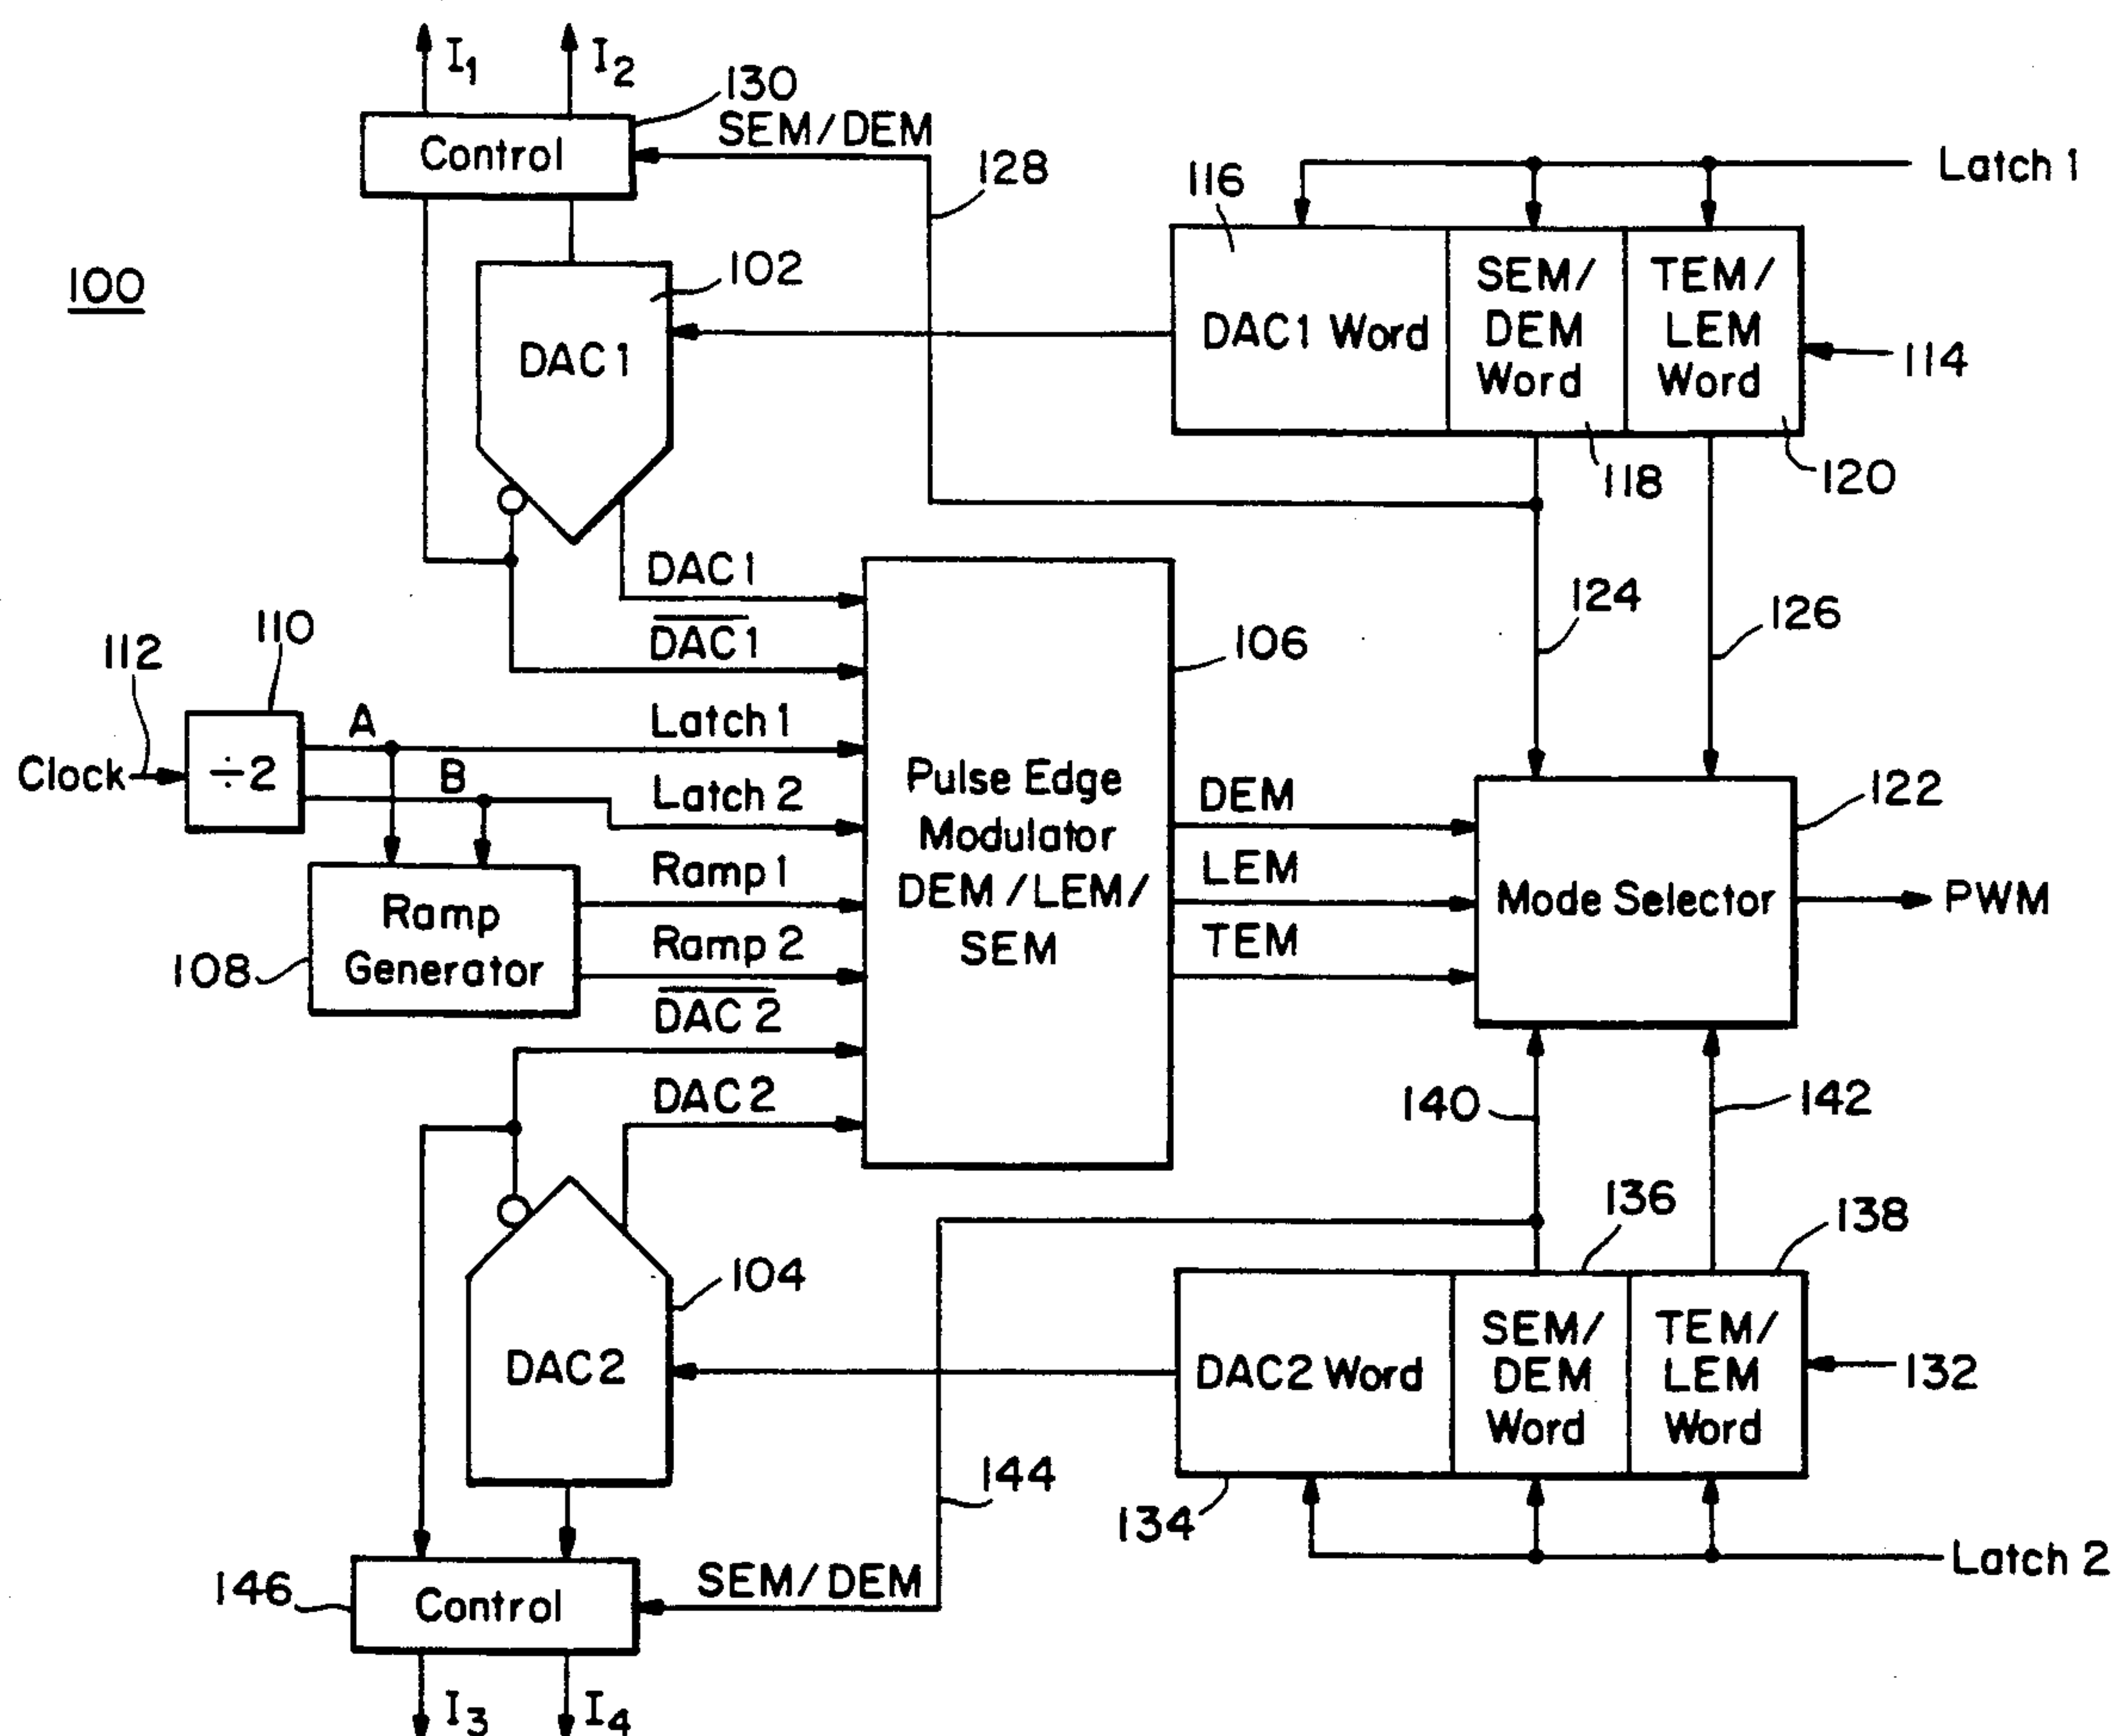 I1
I2
130
Control
SEM/DEM
128
116
Latch 1
100
102
DAC1
DAC1 Word
SEM/
DEM
Word
TEM/
LEM
Word
114
118
120
DAC1
DAC1
124
126
106
112
110
A
Latch 1
Clock
÷2
B
Latch 2
Pulse Edge
Modulator
DEM/LEM/
SEM
DEM
LEM
TEM
122
Mode Selector
PWM
Ramp
Generator
108
Ramp 1
Ramp 2
DAC 2
DAC 2
140
142
136
138
104
DAC2
DAC2 Word
SEM/
DEM
Word
TEM/
LEM
Word
132
144
134
Latch 2
146
Control
SEM/DEM
I3
I4